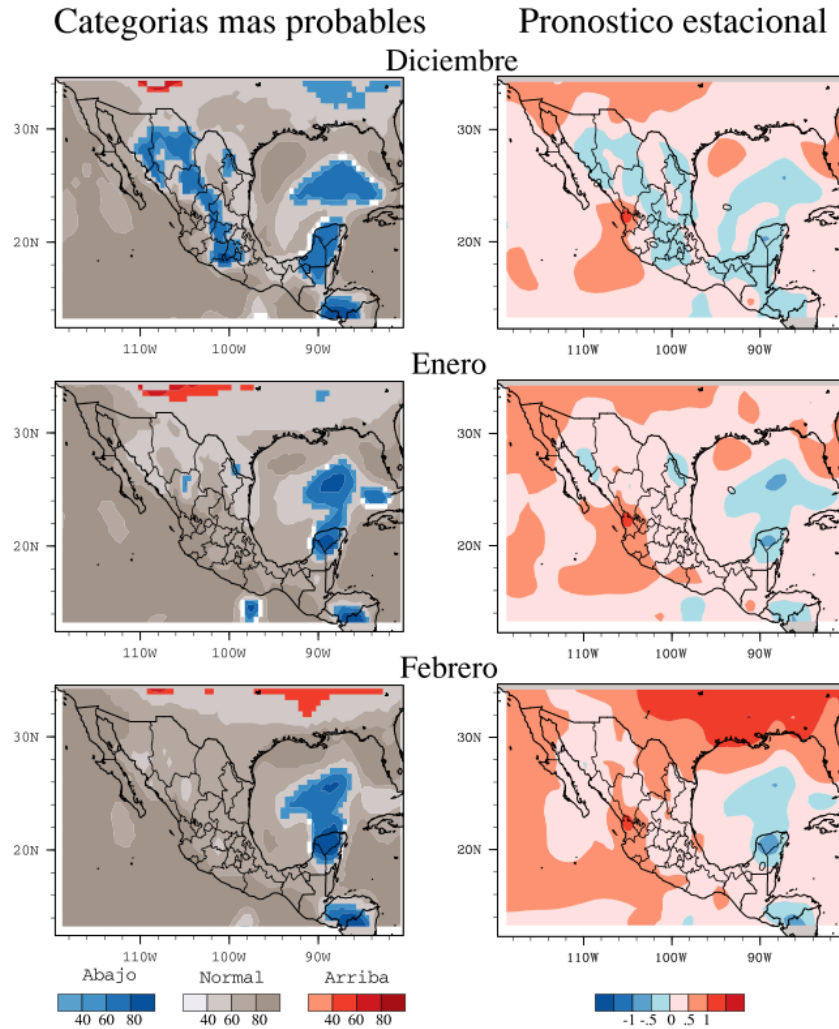 Categorias mas probables Pronostico estacional
Diciembre
30N 30N
20N 20N
110W 100W 90W 110W 100W 90W
Enero
30N 30N
20N 20N
110W 100W 90W 110W 100W 90W
Febrero
30N 30N
20N 20N
110W 100W 90W 110W 100W 90W
Abajo Normal Arriba
40 60 80 40 60 80 40 60 80 -1 -.5 0 .5 1